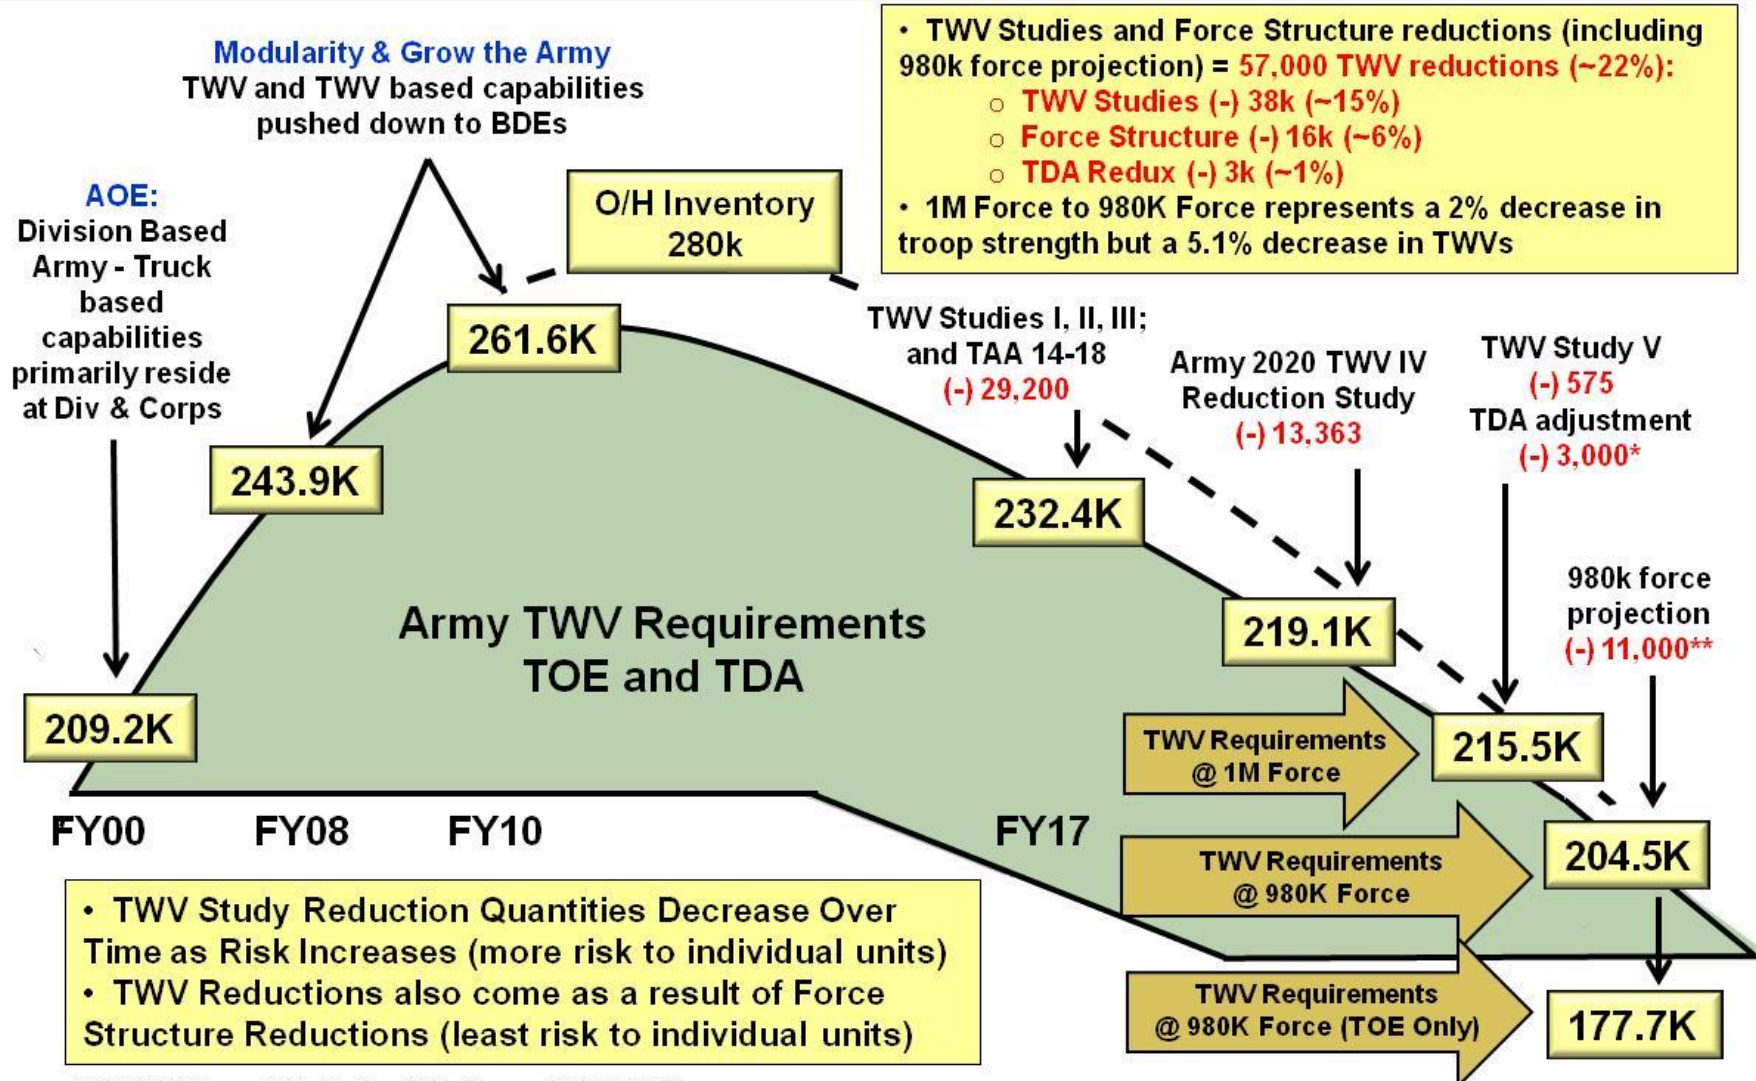 Modularity & Grow the Army
TWV and TWV based capabilities
pushed down to BDEs
AOE:
Division Based
Army - Truck
based
capabilities
primarily reside
at Div & Corps
O/H Inventory
280k
• TWV Studies and Force Structure reductions (including
980k force projection) = 57,000 TWV reductions (~22%):
o TWV Studies (-) 38k (~15%)
o Force Structure (-) 16k (~6%)
o TDA Redux (-) 3k (~1%)
• 1M Force to 980K Force represents a 2% decrease in
troop strength but a 5.1% decrease in TWVs
TWV Studies I, II, III;
and TAA 14-18
(-) 29,200
Army 2020 TWV IV
Reduction Study
(-) 13,363
TWV Study V
(-) 575
TDA adjustment
(-) 3,000*
980k force
projection
(-) 11,000**
209.2K
243.9K
261.6K
232.4K
219.1K
215.5K
204.5K
177.7K
Army TWV Requirements
TOE and TDA
TWV Requirements
@ 1M Force
TWV Requirements
@ 980K Force
TWV Requirements
@ 980K Force (TOE Only)
FY00
FY08
FY10
FY17
• TWV Study Reduction Quantities Decrease Over
Time as Risk Increases (more risk to individual units)
• TWV Reductions also come as a result of Force
Structure Reductions (least risk to individual units)